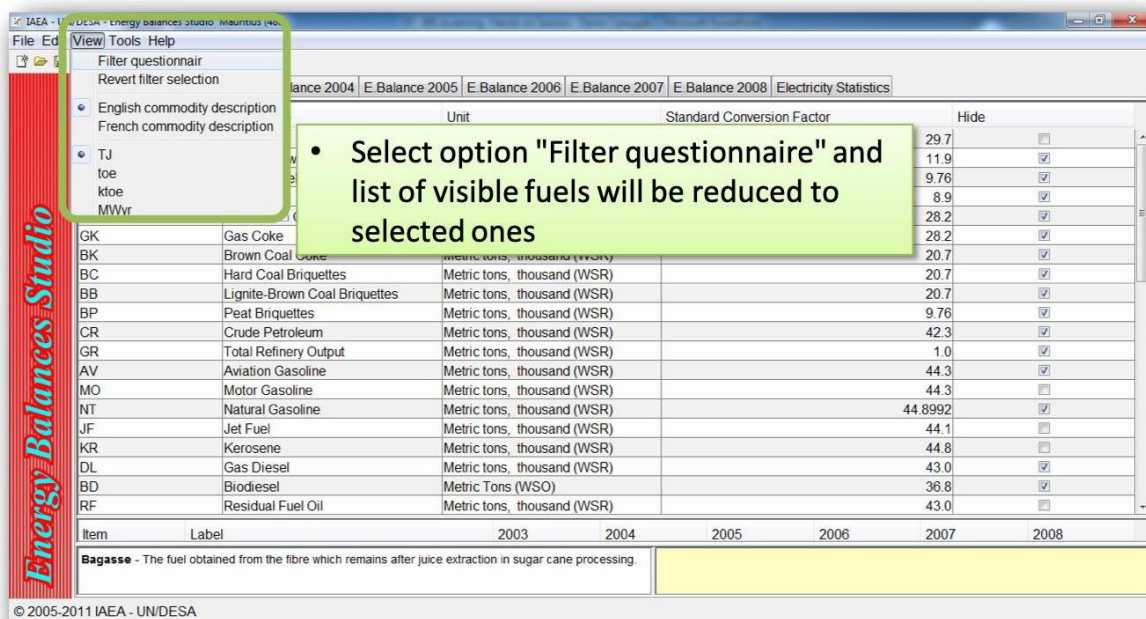 IAEA - UN/DESA - Energy Balances Studio Mauritius (480
File Edi View Tools Help
Filter questionnair
Revert filter selection
English commodity description
French commodity description
TJ
toe
ktoe
MWyr
lance 2004 E.Balance 2005 E.Balance 2006 E.Balance 2007 E.Balance 2008 Electricity Statistics
Unit Standard Conversion Factor Hide
• Select option "Filter questionnaire" and
list of visible fuels will be reduced to
selected ones
29.7
11.9
9.76
8.9
28.2
GK Gas Coke 28.2
BK Brown Coal Coke Metric tons, thousand (WSR) 20.7
BC Hard Coal Briquettes Metric tons, thousand (WSR) 20.7
BB Lignite-Brown Coal Briquettes Metric tons, thousand (WSR) 20.7
BP Peat Briquettes Metric tons, thousand (WSR) 9.76
CR Crude Petroleum Metric tons, thousand (WSR) 42.3
GR Total Refinery Output Metric tons, thousand (WSR) 1.0
AV Aviation Gasoline Metric tons, thousand (WSR) 44.3
MO Motor Gasoline Metric tons, thousand (WSR) 44.3
NT Natural Gasoline Metric tons, thousand (WSR) 44.8992
JF Jet Fuel Metric tons, thousand (WSR) 44.1
KR Kerosene Metric tons, thousand (WSR) 44.8
DL Gas Diesel Metric tons, thousand (WSR) 43.0
BD Biodiesel Metric Tons (WSO) 36.8
RF Residual Fuel Oil Metric tons, thousand (WSR) 43.0
Item Label 2003 2004 2005 2006 2007 2008
Bagasse - The fuel obtained from the fibre which remains after juice extraction in sugar cane processing.
Energy Balances Studio
© 2005-2011 IAEA - UN/DESA